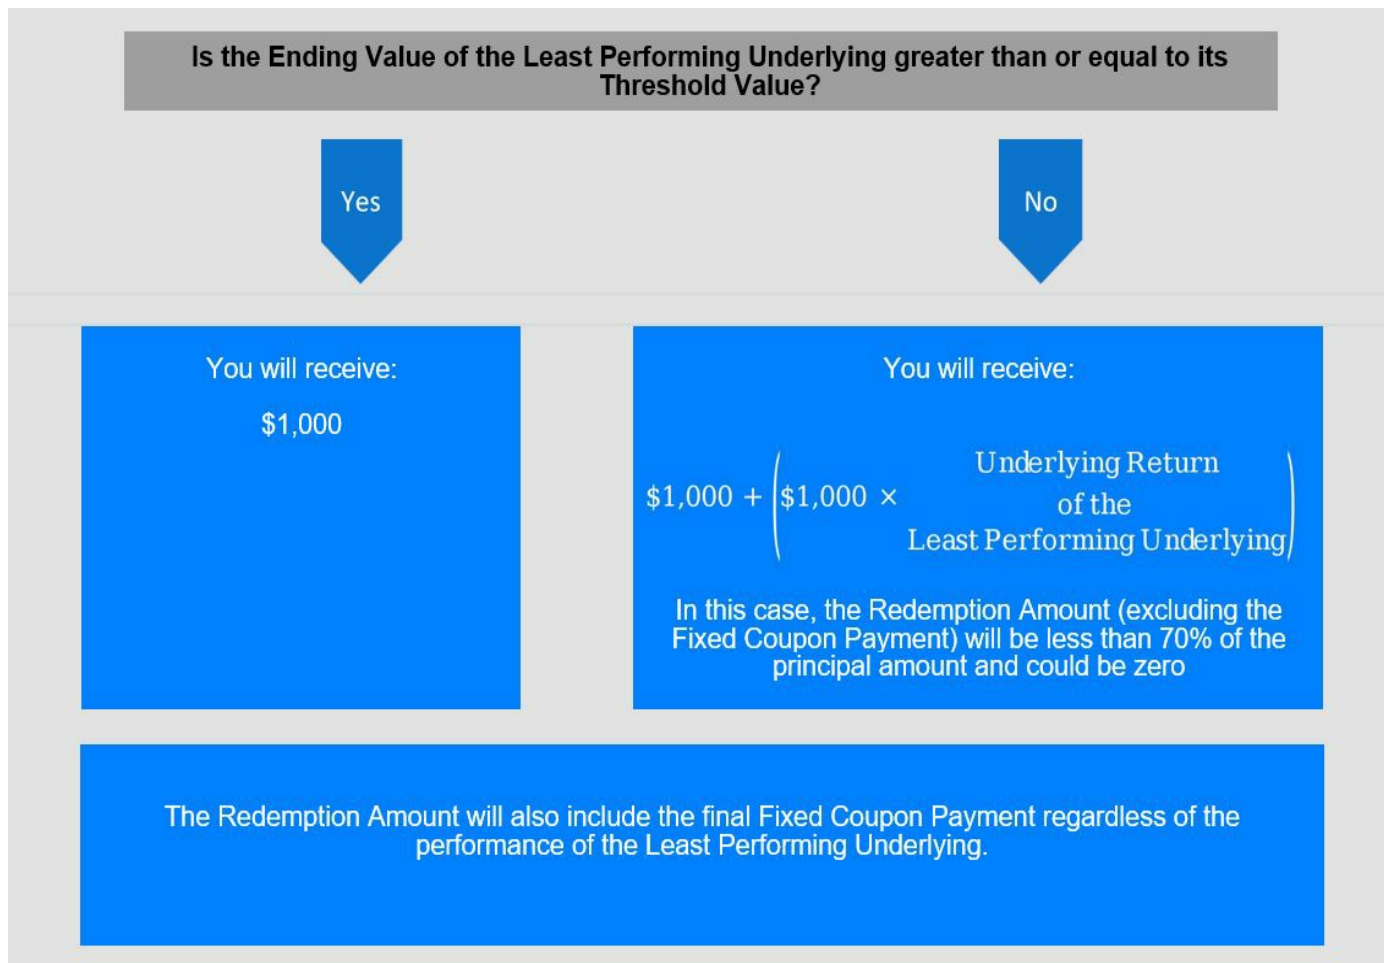 Is the Ending Value of the Least Performing Underlying greater than or equal to its
Threshold Value?
Yes
No
You will receive:
$1,000
You will receive:
$1,000 + ($1,000 × Underlying Return
of the
Least Performing Underlying)
In this case, the Redemption Amount (excluding the
Fixed Coupon Payment) will be less than 70% of the
principal amount and could be zero
The Redemption Amount will also include the final Fixed Coupon Payment regardless of the
performance of the Least Performing Underlying.